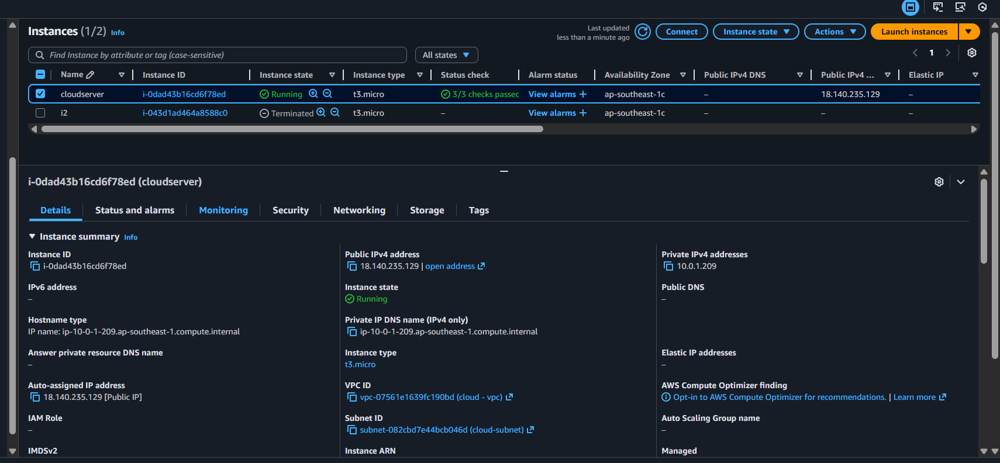 Instances (1/2) Info
Last updated
less than a minute ago
Connect
Instance state
Actions
Launch instances
Find Instance by attribute or tag (case-sensitive)
All states
1
Name Instance ID Instance state Instance type Status check Alarm status Availability Zone Public IPv4 DNS Public IPv4 ... Elastic IP
cloudserver i-0dad43b16cd6f78ed Running t3.micro 3/3 checks passec View alarms + ap-southeast-1c – 18.140.235.129 –
i2 i-043d1ad464a8588c0 Terminated t3.micro – View alarms + ap-southeast-1c – – –
i-0dad43b16cd6f78ed (cloudserver)
Details Status and alarms Monitoring Security Networking Storage Tags
Instance summary Info
Instance ID
i-0dad43b16cd6f78ed
Public IPv4 address
18.140.235.129 | open address
Private IPv4 addresses
10.0.1.209
IPv6 address
–
Instance state
Running
Public DNS
–
Hostname type
IP name: ip-10-0-1-209.ap-southeast-1.compute.internal
Private IP DNS name (IPv4 only)
ip-10-0-1-209.ap-southeast-1.compute.internal
Answer private resource DNS name
–
Instance type
t3.micro
Elastic IP addresses
–
Auto-assigned IP address
18.140.235.129 [Public IP]
VPC ID
vpc-07561e1639fc190bd (cloud - vpc)
AWS Compute Optimizer finding
Opt-in to AWS Compute Optimizer for recommendations. | Learn more
IAM Role
–
Subnet ID
subnet-082cbd7e44bcb046d (cloud-subnet)
Auto Scaling Group name
–
IMDSv2
Instance ARN
Managed